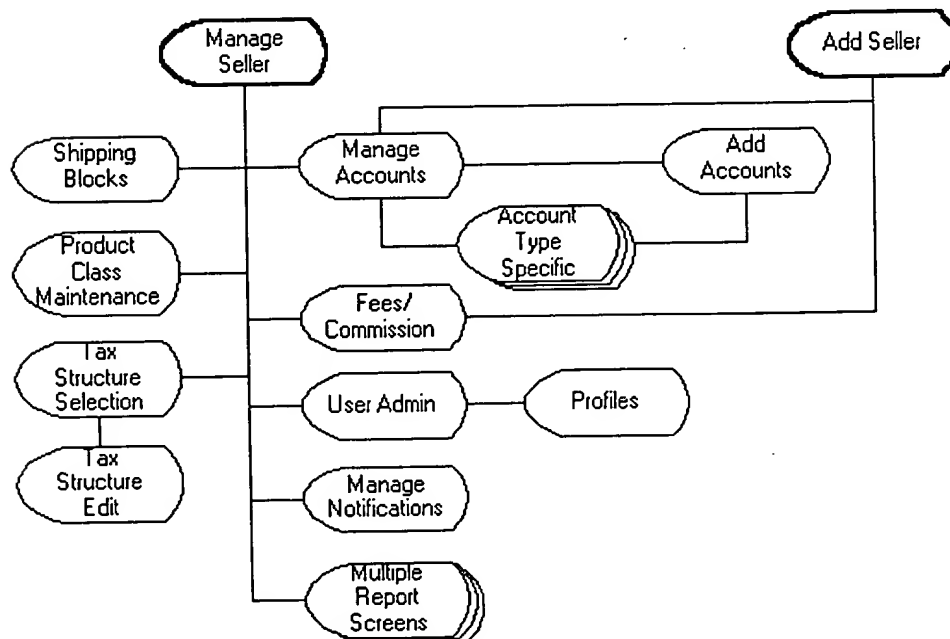 Manage
Seller
Add Seller
Shipping
Blocks
Manage
Accounts
Add
Accounts
Account
Type
Specific
Product
Class
Maintenance
Fees/
Commission
Tax
Structure
Selection
User Admin
Profiles
Tax
Structure
Edit
Manage
Notifications
Multiple
Report
Screens